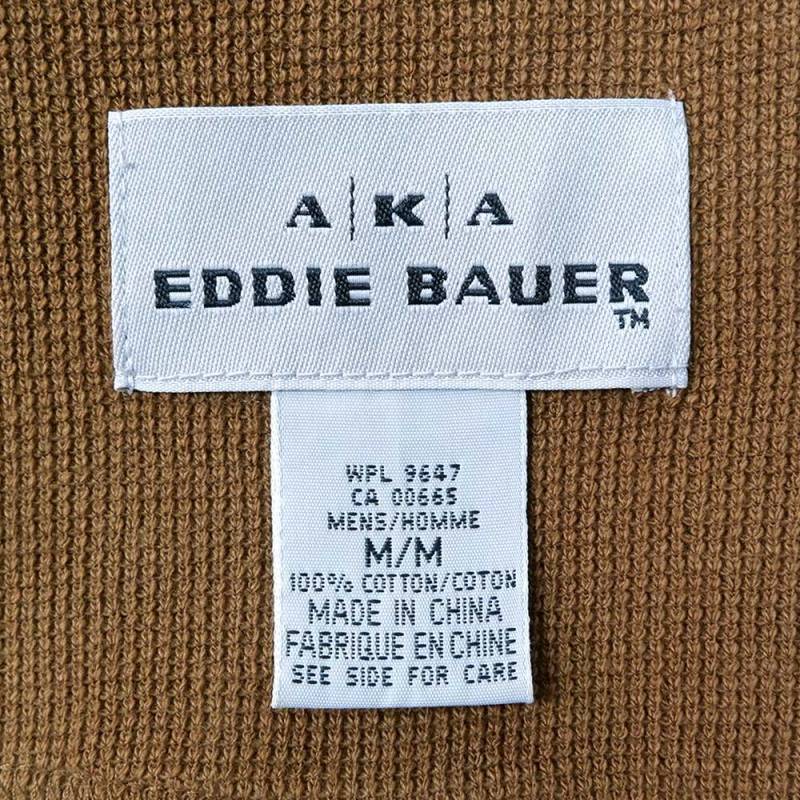 A|K|A
EDDIE BAUER
TM
WPL 9647
CA 00665
MENS/HOMME
M/M
100% COTTON/COTON
MADE IN CHINA
FABRIQUE EN CHINE
SEE SIDE FOR CARE